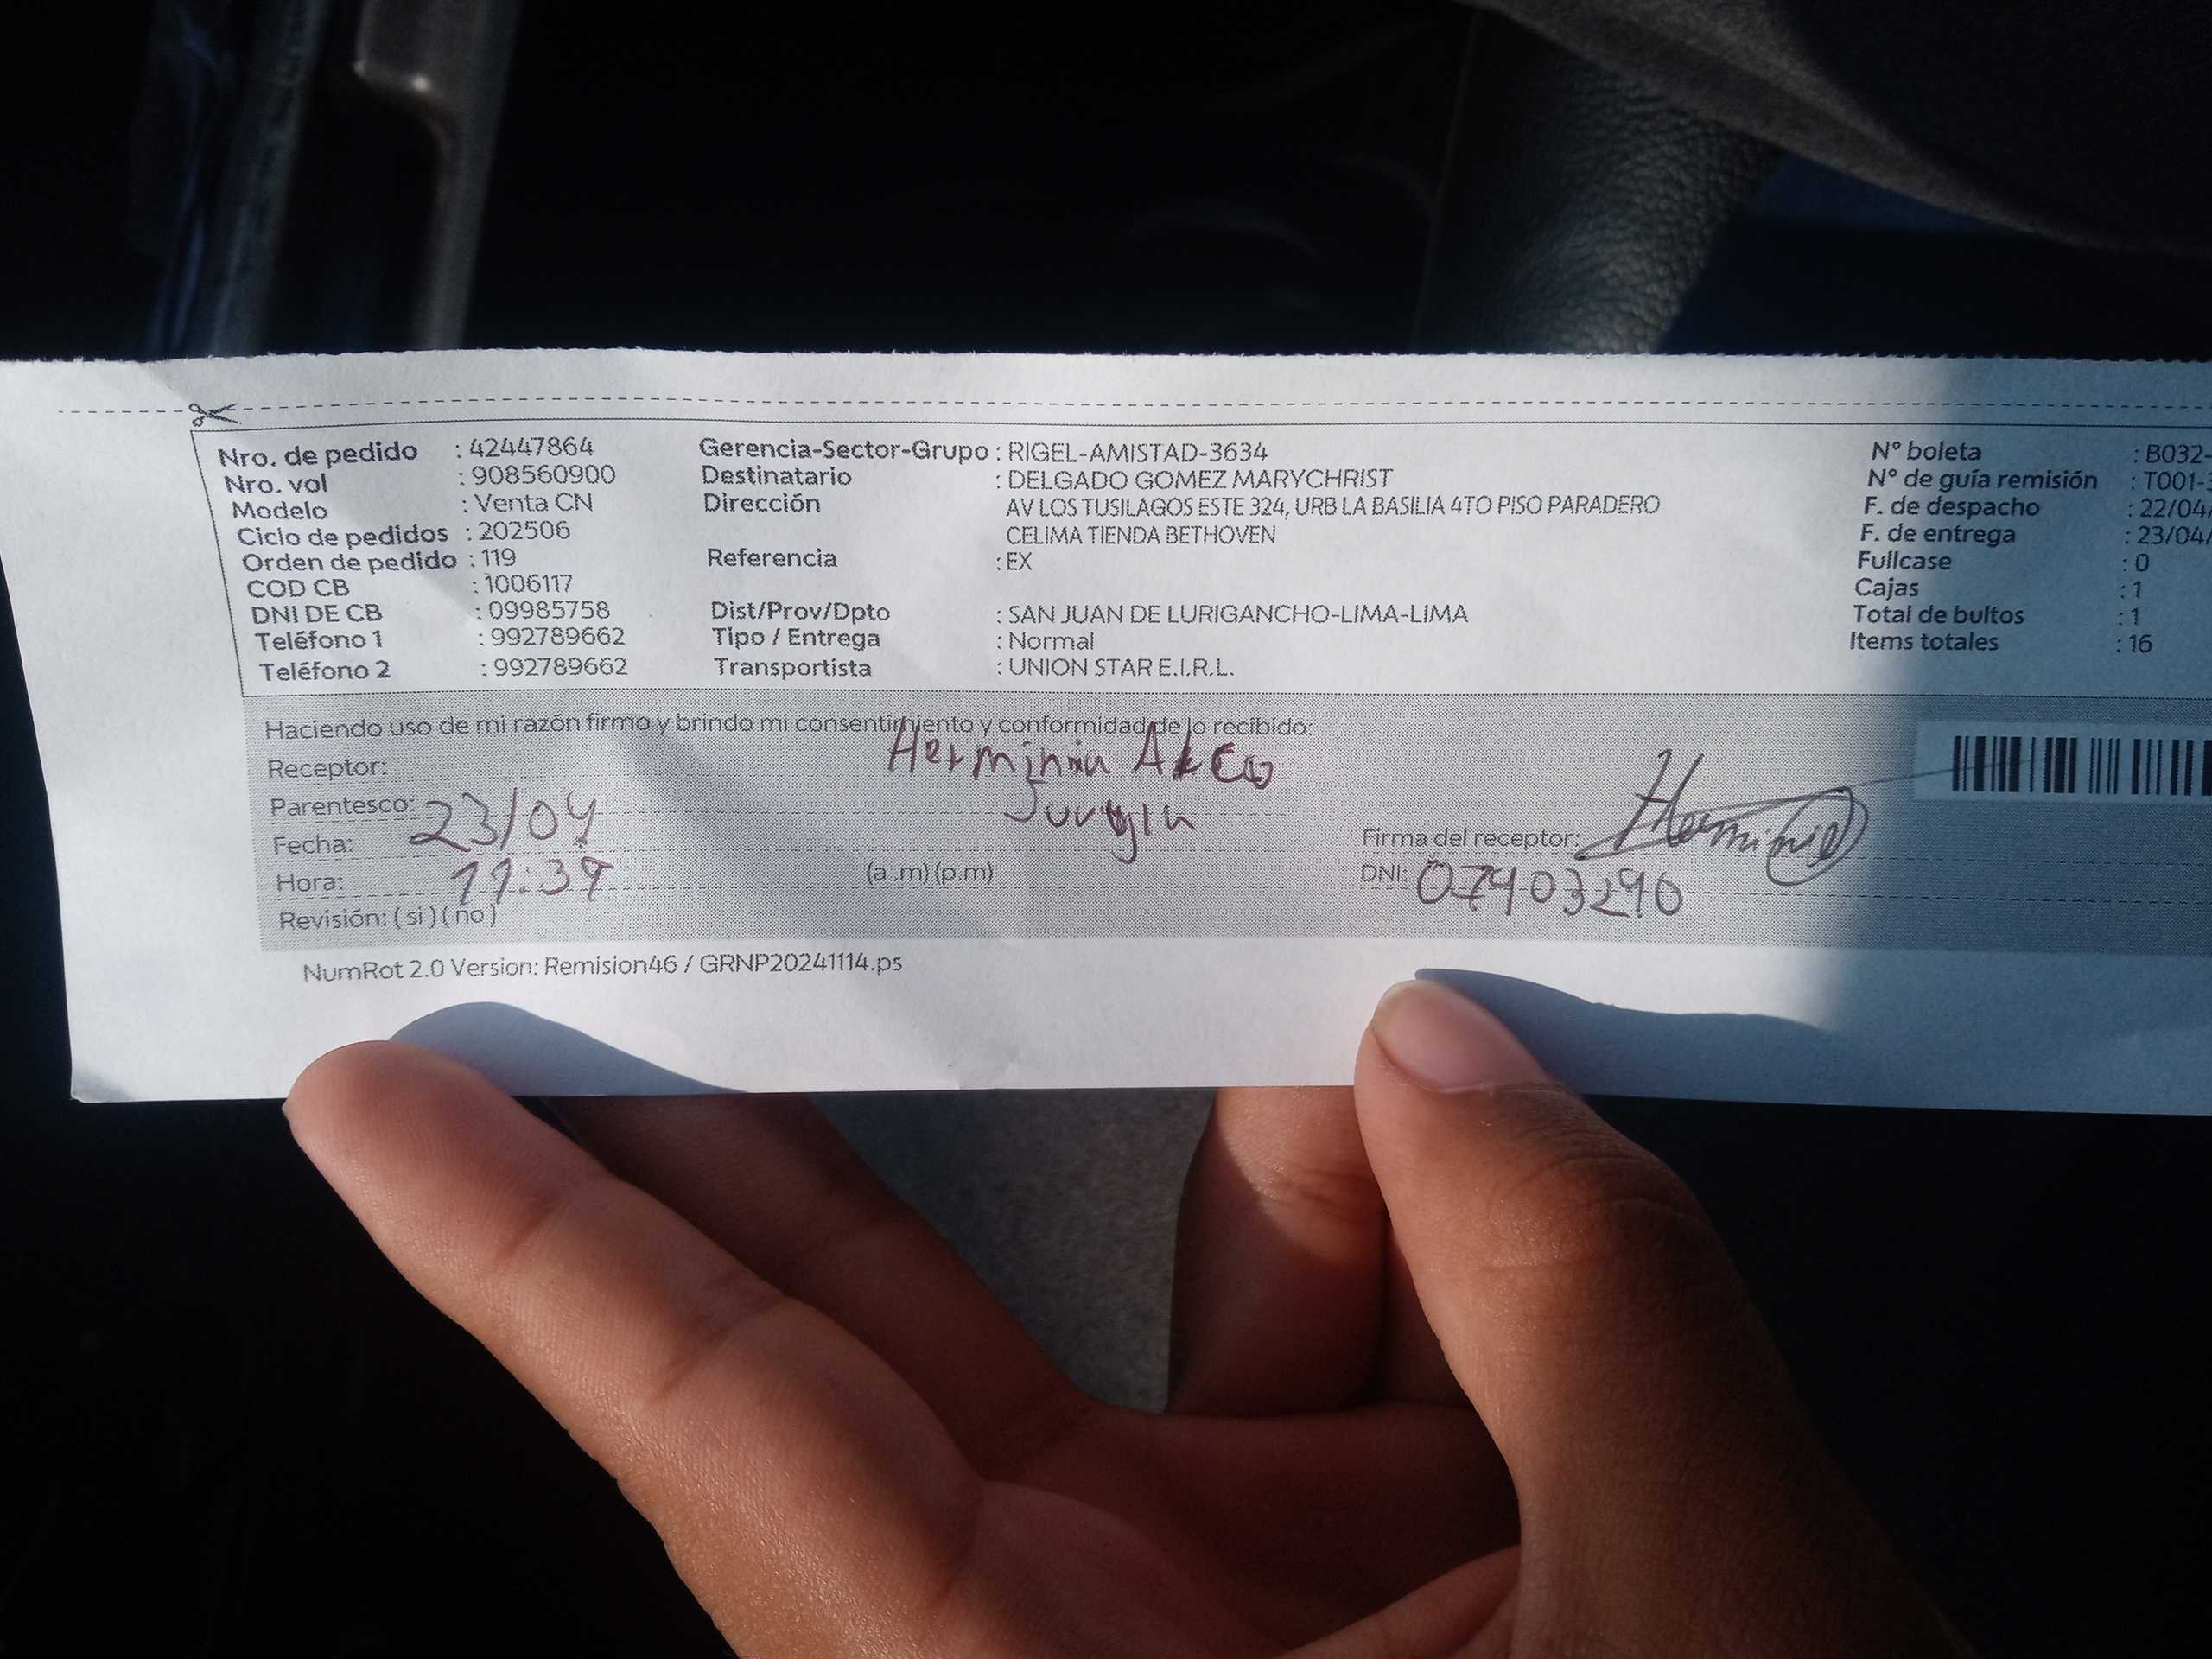 Nro. de pedido : 42447864 Gerencia-Sector-Grupo : RIGEL-AMISTAD-3634 N° boleta : B032-
Nro. vol : 908560900 Destinatario : DELGADO GOMEZ MARYCHRIST N° de guía remisión : T001-
Modelo : Venta CN Dirección AV LOS TUSILAGOS ESTE 324, URB LA BASILIA 4TO PISO PARADERO F. de despacho : 22/04/
Ciclo de pedidos : 202506 CELIMA TIENDA BETHOVEN F. de entrega : 23/04/
Orden de pedido : 119 Referencia : EX Fullcase : 0
COD CB : 1006117 Cajas : 1
DNI DE CB : 09985758 Dist/Prov/Dpto : SAN JUAN DE LURIGANCHO-LIMA-LIMA Total de bultos : 1
Teléfono 1 : 992789662 Tipo / Entrega : Normal Items totales : 16
Teléfono 2 : 992789662 Transportista : UNION STAR E.I.R.L.
Haciendo uso de mi razón firmo y brindo mi consentimiento y conformidad de lo recibido:
Receptor: Herminia
Parentesco:
Fecha: 23/04 Firma del receptor: Herminia
Hora: 11:39 (a.m) (p.m) DNI: 07403290
Revisión: ( si ) ( no )
NumRot 2.0 Version: Remision46 / GRNP20241114.ps